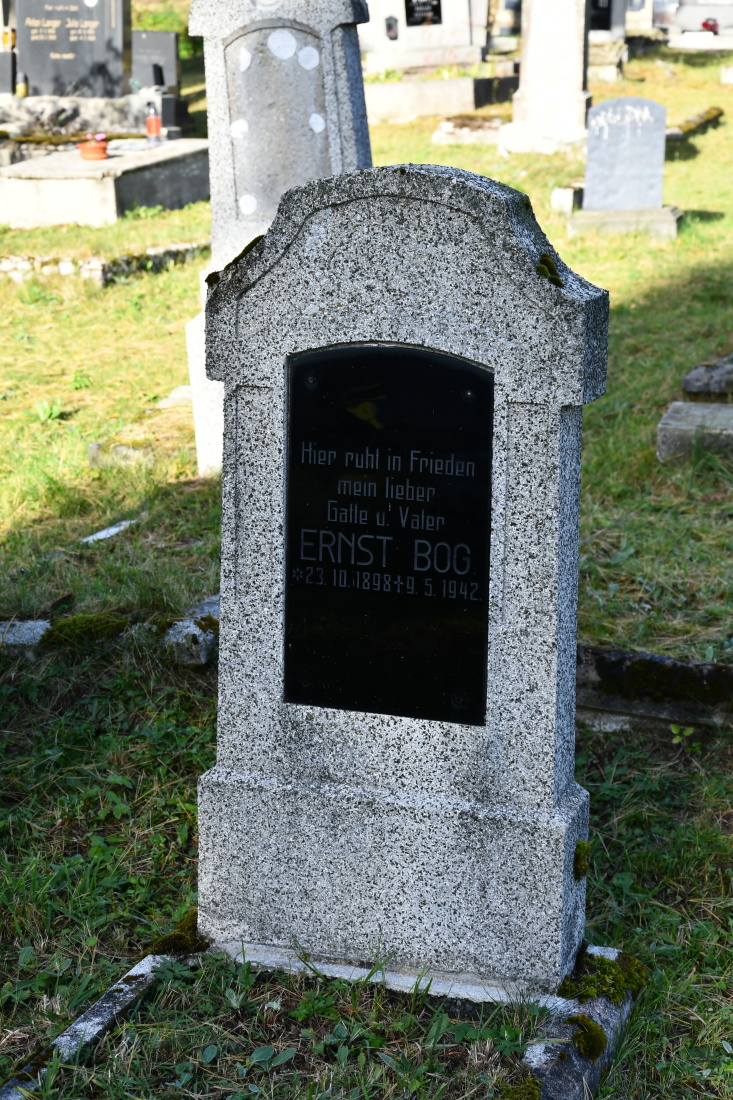 Hier ruht in Frieden
mein lieber
Gatte u. Vater
ERNST BOG.
*23.10.1898 ✝ 9.5.1942.